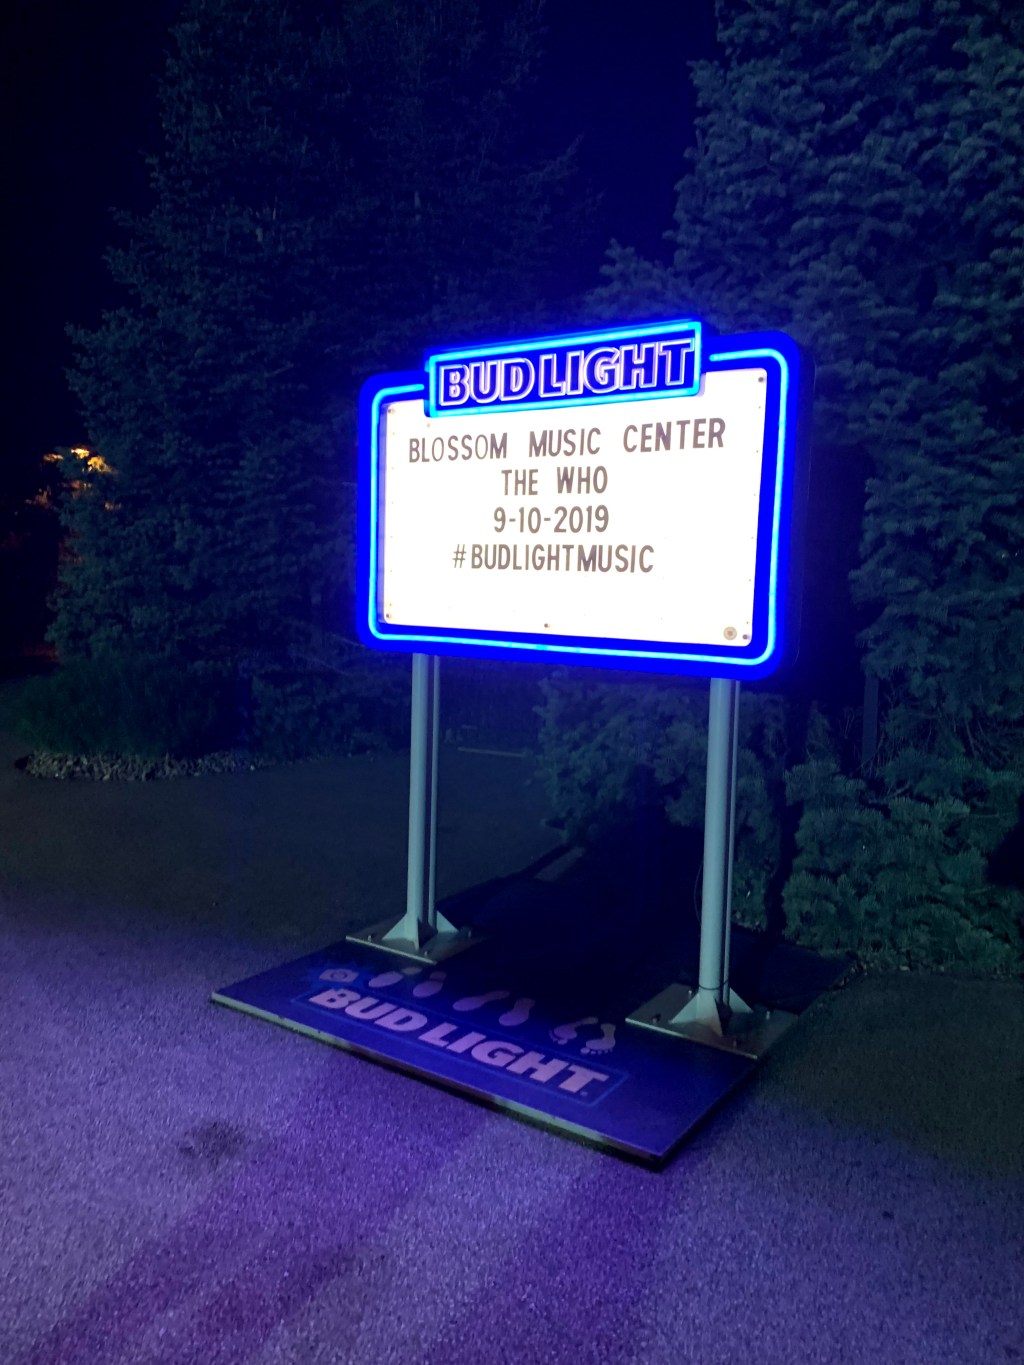 BUD LIGHT
BLOSSOM MUSIC CENTER
THE WHO
9-10-2019
#BUDLIGHTMUSIC
BUD LIGHT